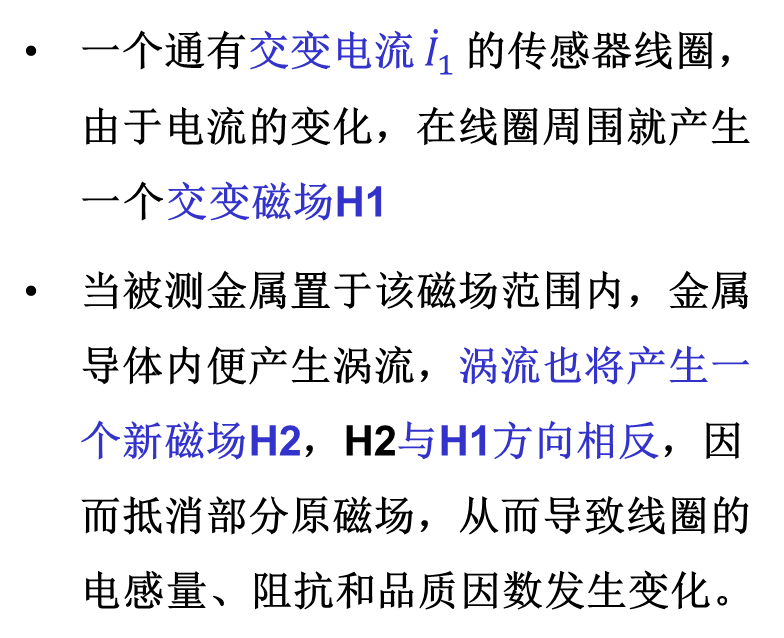 • 一个通有交变电流 İ₁ 的传感器线圈，
由于电流的变化，在线圈周围就产生
一个交变磁场H1
• 当被测金属置于该磁场范围内，金属
导体内便产生涡流，涡流也将产生一
个新磁场H2，H2与H1方向相反，因
而抵消部分原磁场，从而导致线圈的
电感量、阻抗和品质因数发生变化。